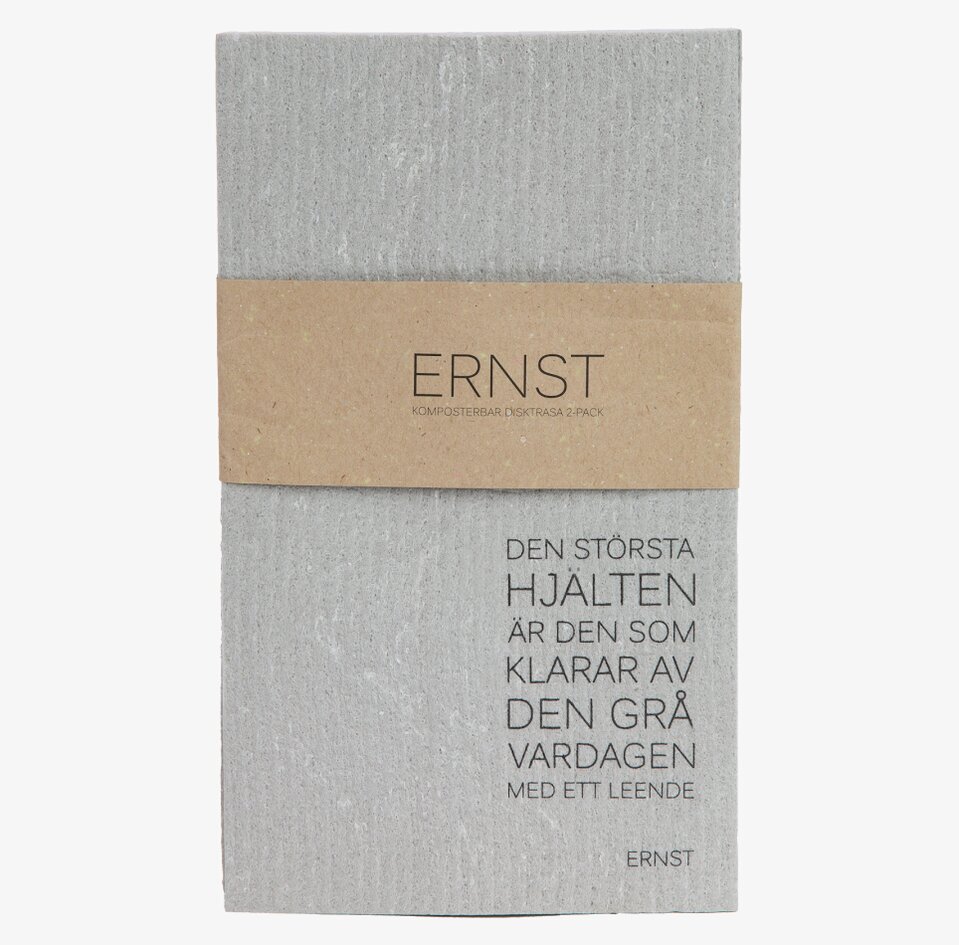 ERNST
KOMPOSTERBAR DISKTRASA 2-PACK
DEN STÖRSTA
HJÄLTEN
ÄR DEN SOM
KLARAR AV
DEN GRÅ
VARDAGEN
MED ETT LEENDE
ERNST